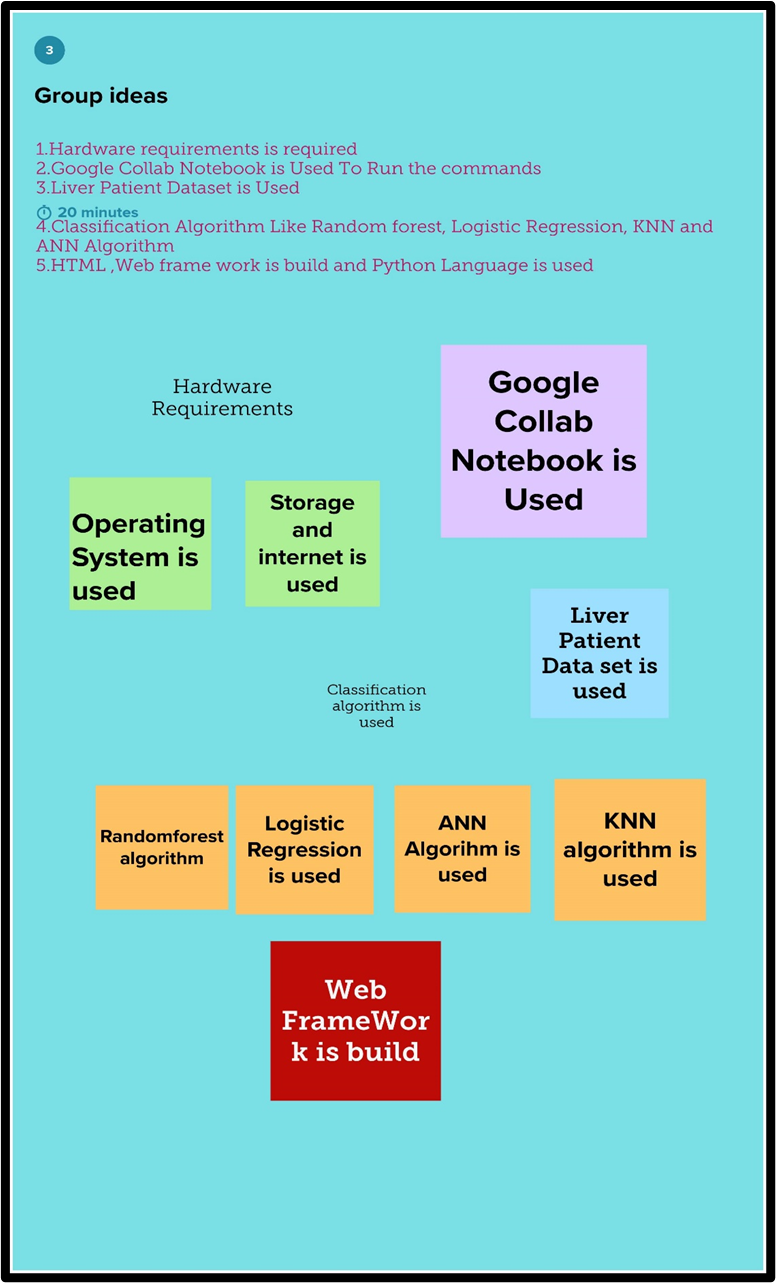 3
Group ideas
1.Hardware requirements is required
2.Google Collab Notebook is Used To Run the commands
3.Liver Patient Dataset is Used
20 minutes
4.Classification Algorithm Like Random forest, Logistic Regression, KNN and
ANN Algorithm
5.HTML ,Web frame work is build and Python Language is used
Hardware
Requirements
Google
Collab
Notebook is
Used
Operating
System is
used
Storage
and
internet is
used
Liver
Patient
Data set is
used
Classification
algorithm is
used
Randomforest
algorithm
Logistic
Regression
is used
ANN
Algorihm is
used
KNN
algorithm is
used
Web
FrameWor
k is build